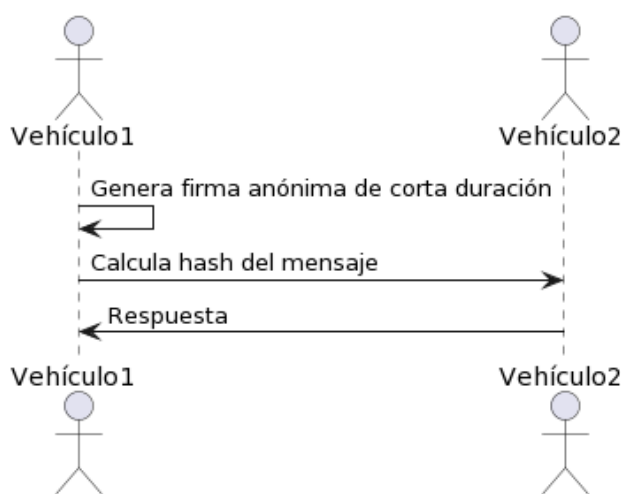 Vehículo1
Vehículo2
Genera firma anónima de corta duración
Calcula hash del mensaje
Respuesta
Vehículo1
Vehículo2